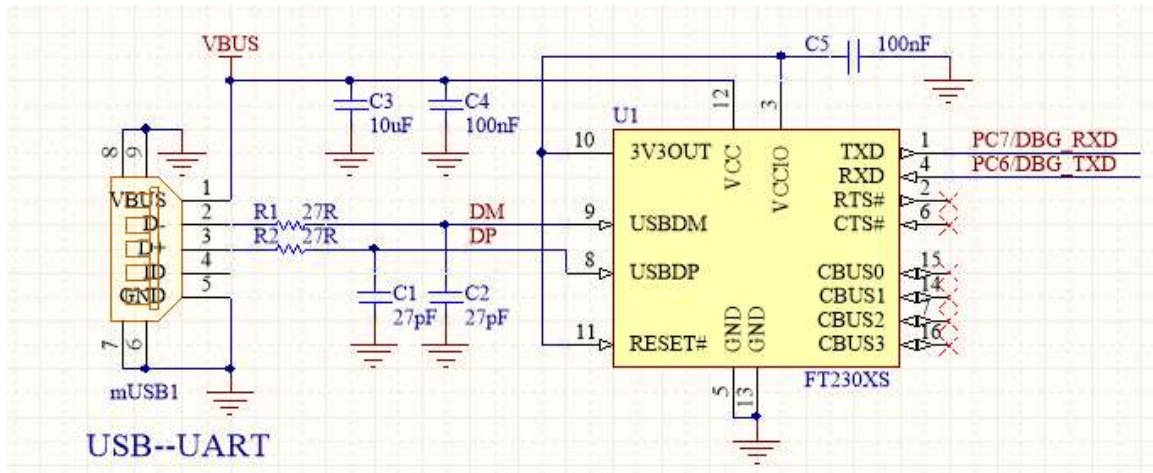 VBUS
C5 100nF
C3
10uF
C4
100nF
12
3
U1
8
9
10
3V3OUT
VCC
VCCIO
TXD
1
PC7/DBG_RXD
RXD
4
PC6/DBG_TXD
RTS#
2
CTS#
6
VBUS
1
D-
2
R1 27R
DM
9
USBDM
D+
3
R2 27R
DP
8
USBDP
ID
4
GND
5
CBUS0
15
CBUS1
14
CBUS2
7
CBUS3
16
C1
27pF
C2
27pF
11
RESET#
GND
GND
7
6
5
13
FT230XS
mUSB1
USB--UART